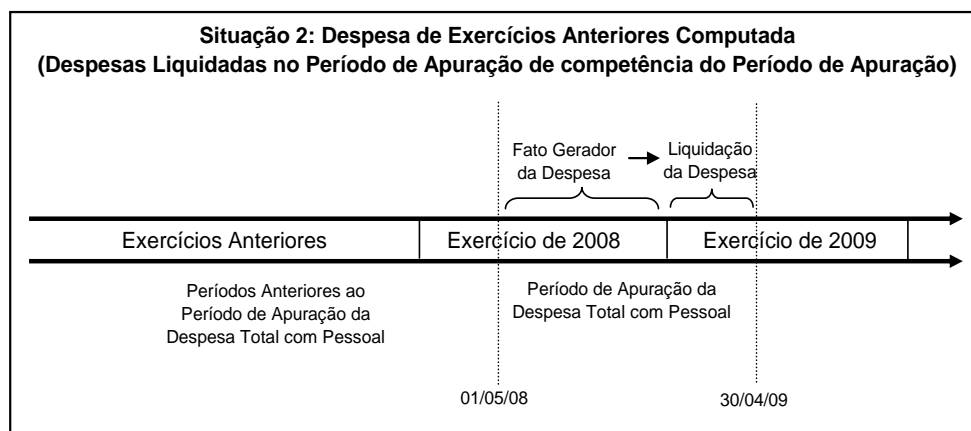 Situação 2: Despesa de Exercícios Anteriores Computada
(Despesas Liquidadas no Período de Apuração de competência do Período de Apuração)
Fato Gerador
da Despesa
Liquidação
da Despesa
Exercícios Anteriores
Exercício de 2008
Exercício de 2009
Períodos Anteriores ao
Período de Apuração da
Despesa Total com Pessoal
Período de Apuração da
Despesa Total com Pessoal
01/05/08
30/04/09